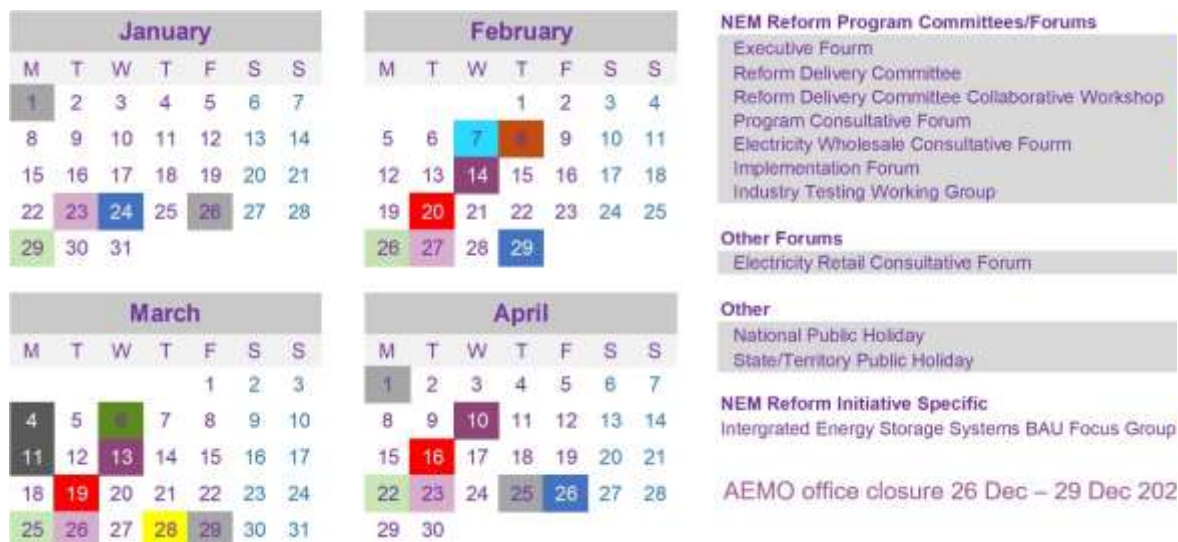 January
M T W T F S S
1 2 3 4 5 6 7
8 9 10 11 12 13 14
15 16 17 18 19 20 21
22 23 24 25 26 27 28
29 30 31
February
M T W T F S S
1 2 3 4
5 6 7 8 9 10 11
12 13 14 15 16 17 18
19 20 21 22 23 24 25
26 27 28 29
March
M T W T F S S
1 2 3
4 5 6 7 8 9 10
11 12 13 14 15 16 17
18 19 20 21 22 23 24
25 26 27 28 29 30 31
April
M T W T F S S
1 2 3 4 5 6 7
8 9 10 11 12 13 14
15 16 17 18 19 20 21
22 23 24 25 26 27 28
29 30
NEM Reform Program Committees/Forums
Executive Fourm
Reform Delivery Committee
Reform Delivery Committee Collaborative Workshop
Program Consultative Forum
Electricity Wholesale Consultative Fourm
Implementation Forum
Industry Testing Working Group
Other Forums
Electricity Retail Consultative Forum
Other
National Public Holiday
State/Territory Public Holiday
NEM Reform Initiative Specific
Intergrated Energy Storage Systems BAU Focus Group
AEMO office closure 26 Dec – 29 Dec 202